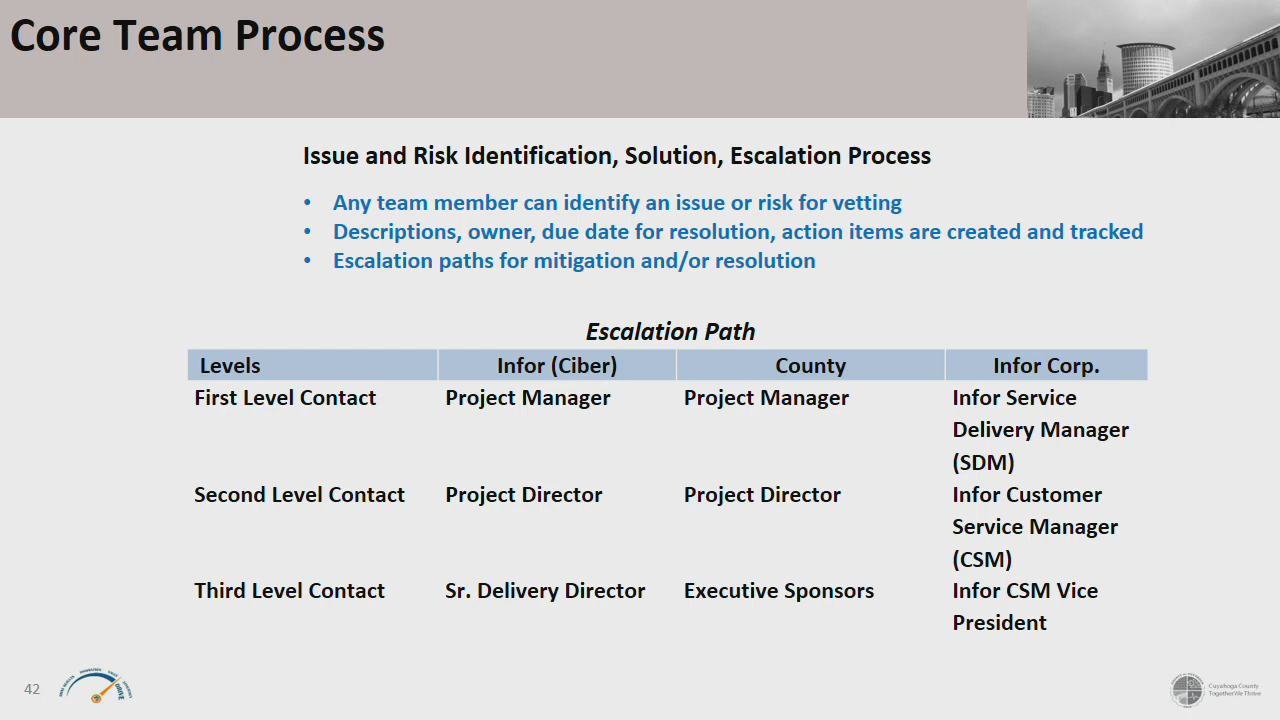 Core Team Process
Issue and Risk Identification, Solution, Escalation Process
• Any team member can identify an issue or risk for vetting
• Descriptions, owner, due date for resolution, action items are created and tracked
• Escalation paths for mitigation and/or resolution
Escalation Path
Levels Infor (Ciber) County Infor Corp.
First Level Contact Project Manager Project Manager Infor Service
Delivery Manager
(SDM)
Second Level Contact Project Director Project Director Infor Customer
Service Manager
(CSM)
Third Level Contact Sr. Delivery Director Executive Sponsors Infor CSM Vice
President
42
DRIVE
Cuyahoga County
Together We Thrive